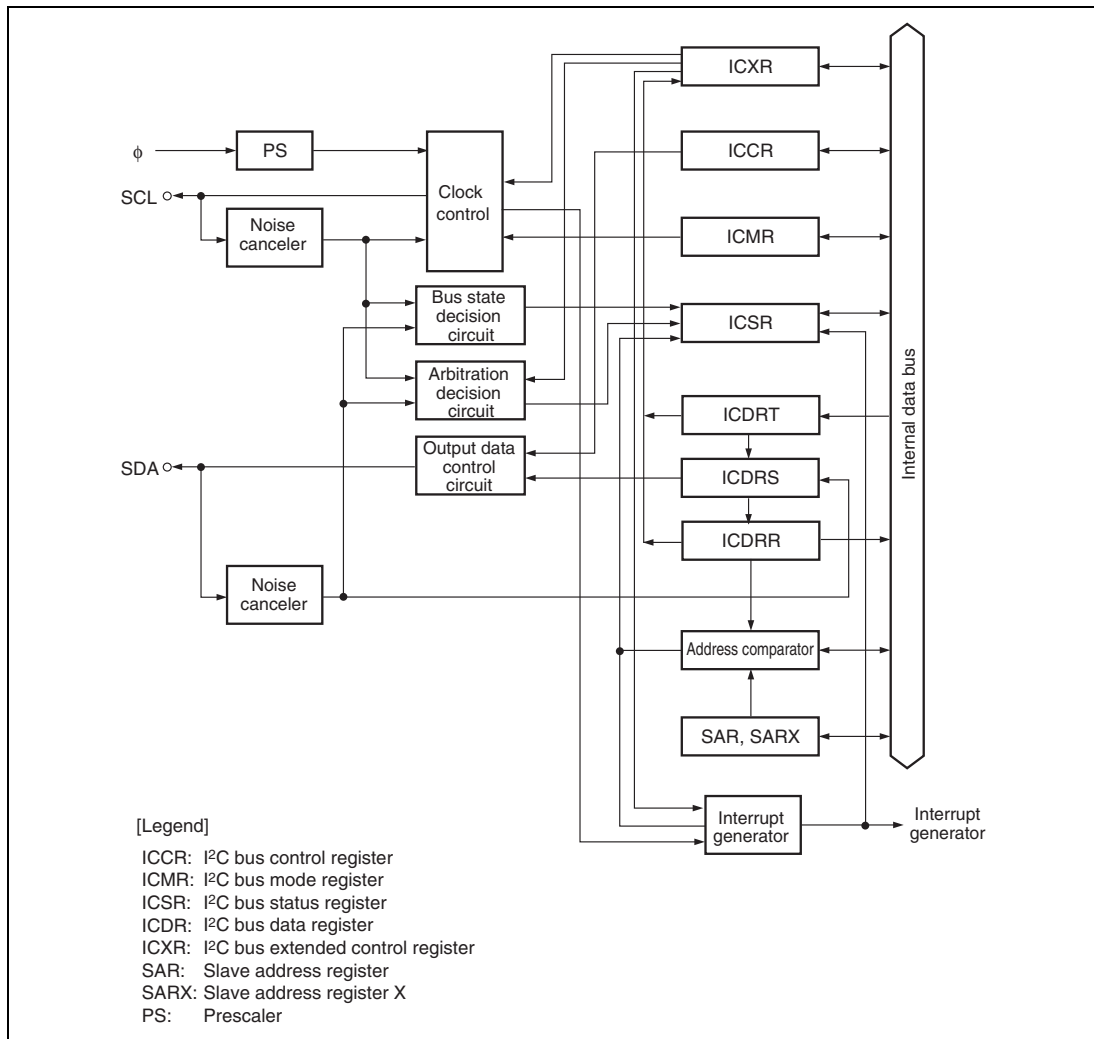 ICXR
ϕ
PS
Clock
control
ICCR
SCL
Noise
canceler
ICMR
Bus state
decision
circuit
ICSR
Arbitration
decision
circuit
ICDRT
Internal data bus
SDA
Output data
control
circuit
ICDRS
ICDRR
Noise
canceler
Address comparator
SAR, SARX
Interrupt
generator
Interrupt
generator
[Legend]
ICCR: I²C bus control register
ICMR: I²C bus mode register
ICSR: I²C bus status register
ICDR: I²C bus data register
ICXR: I²C bus extended control register
SAR: Slave address register
SARX: Slave address register X
PS: Prescaler